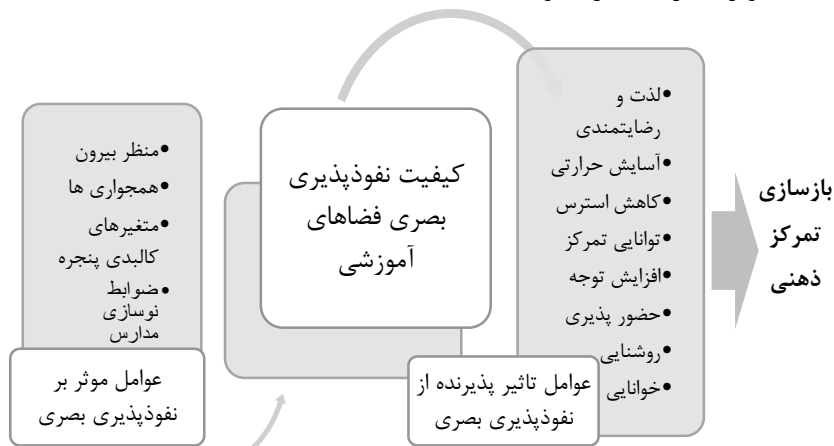 •منظر بیرون
•همجواری ها
•متغیرهای
کالبدی پنجره
•ضوابط
نوسازی
مدارس
عوامل موثر بر
نفوذپذیری بصری
کیفیت نفوذپذیری
بصری فضاهای
آموزشی
•لذت و
رضایتمندی
•آسایش حرارتی
•کاهش استرس
•توانایی تمرکز
•افزایش توجه
•حضور پذیری
•روشنایی
•خوانایی
عوامل تاثیر پذیرنده از
نفوذپذیری بصری
بازسازی
تمرکز
ذهنی